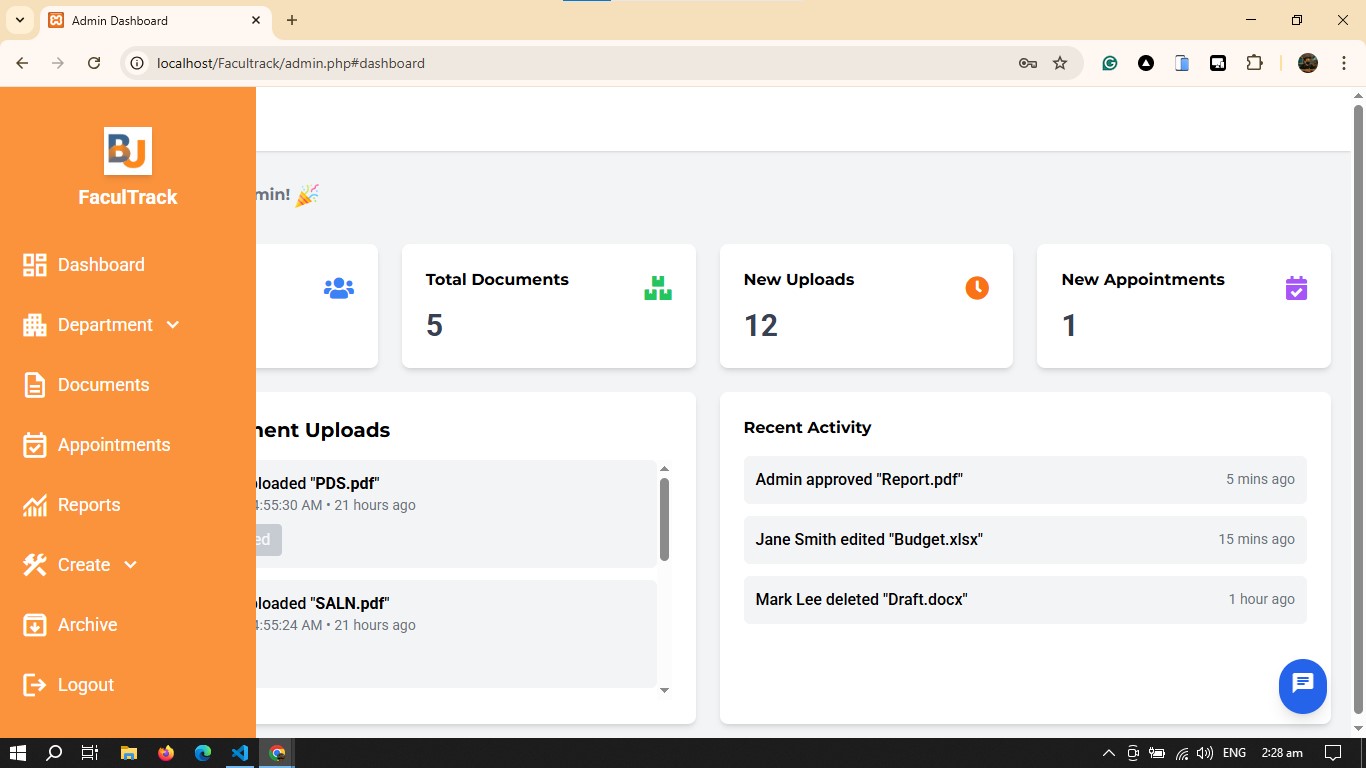 Admin Dashboard
localhost/Facultrack/admin.php#dashboard
BU
FaculTrack
Dashboard
Department
Documents
Appointments
Reports
Create
Archive
Logout
min! 🎉
Total Documents
5
New Uploads
12
New Appointments
1
ment Uploads
ploaded "PDS.pdf"
4:55:30 AM • 21 hours ago
ed
ploaded "SALN.pdf"
4:55:24 AM • 21 hours ago
Recent Activity
Admin approved "Report.pdf"
5 mins ago
Jane Smith edited "Budget.xlsx"
15 mins ago
Mark Lee deleted "Draft.docx"
1 hour ago
ENG
2:28 am